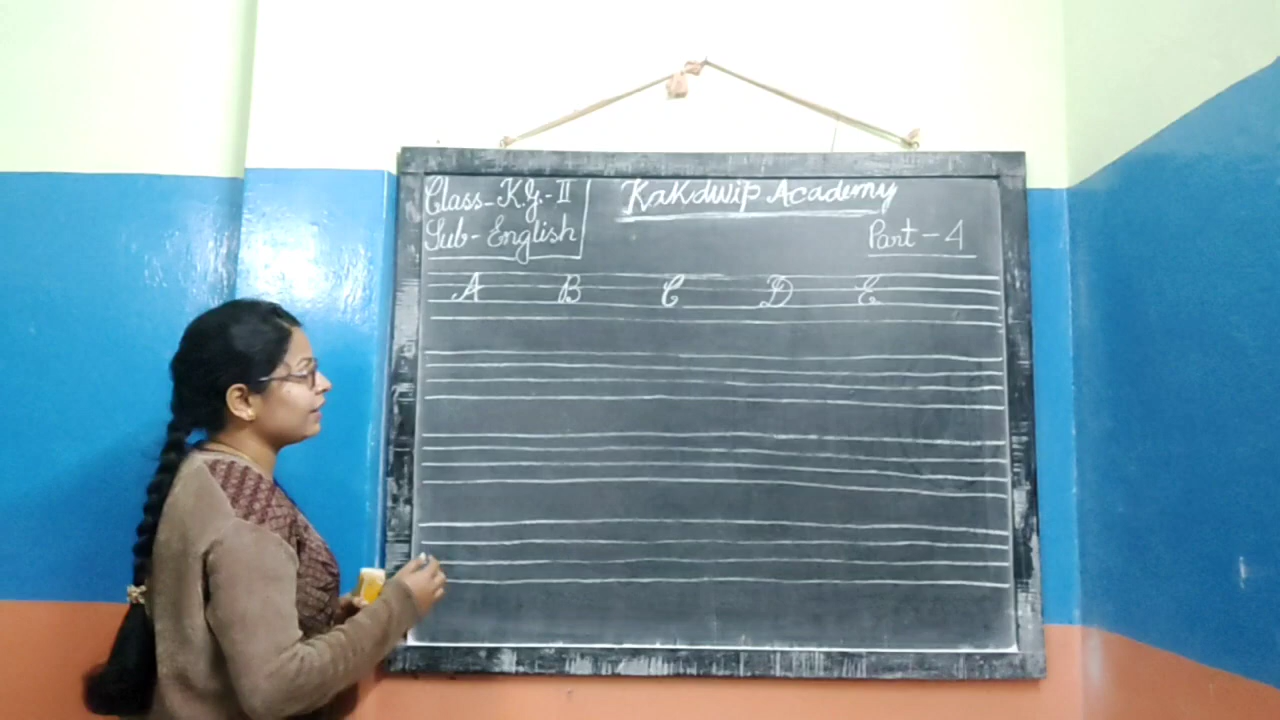 Class-K.G.-II
Sub-English
Kakdwip Academy
Part-4
A B C D E